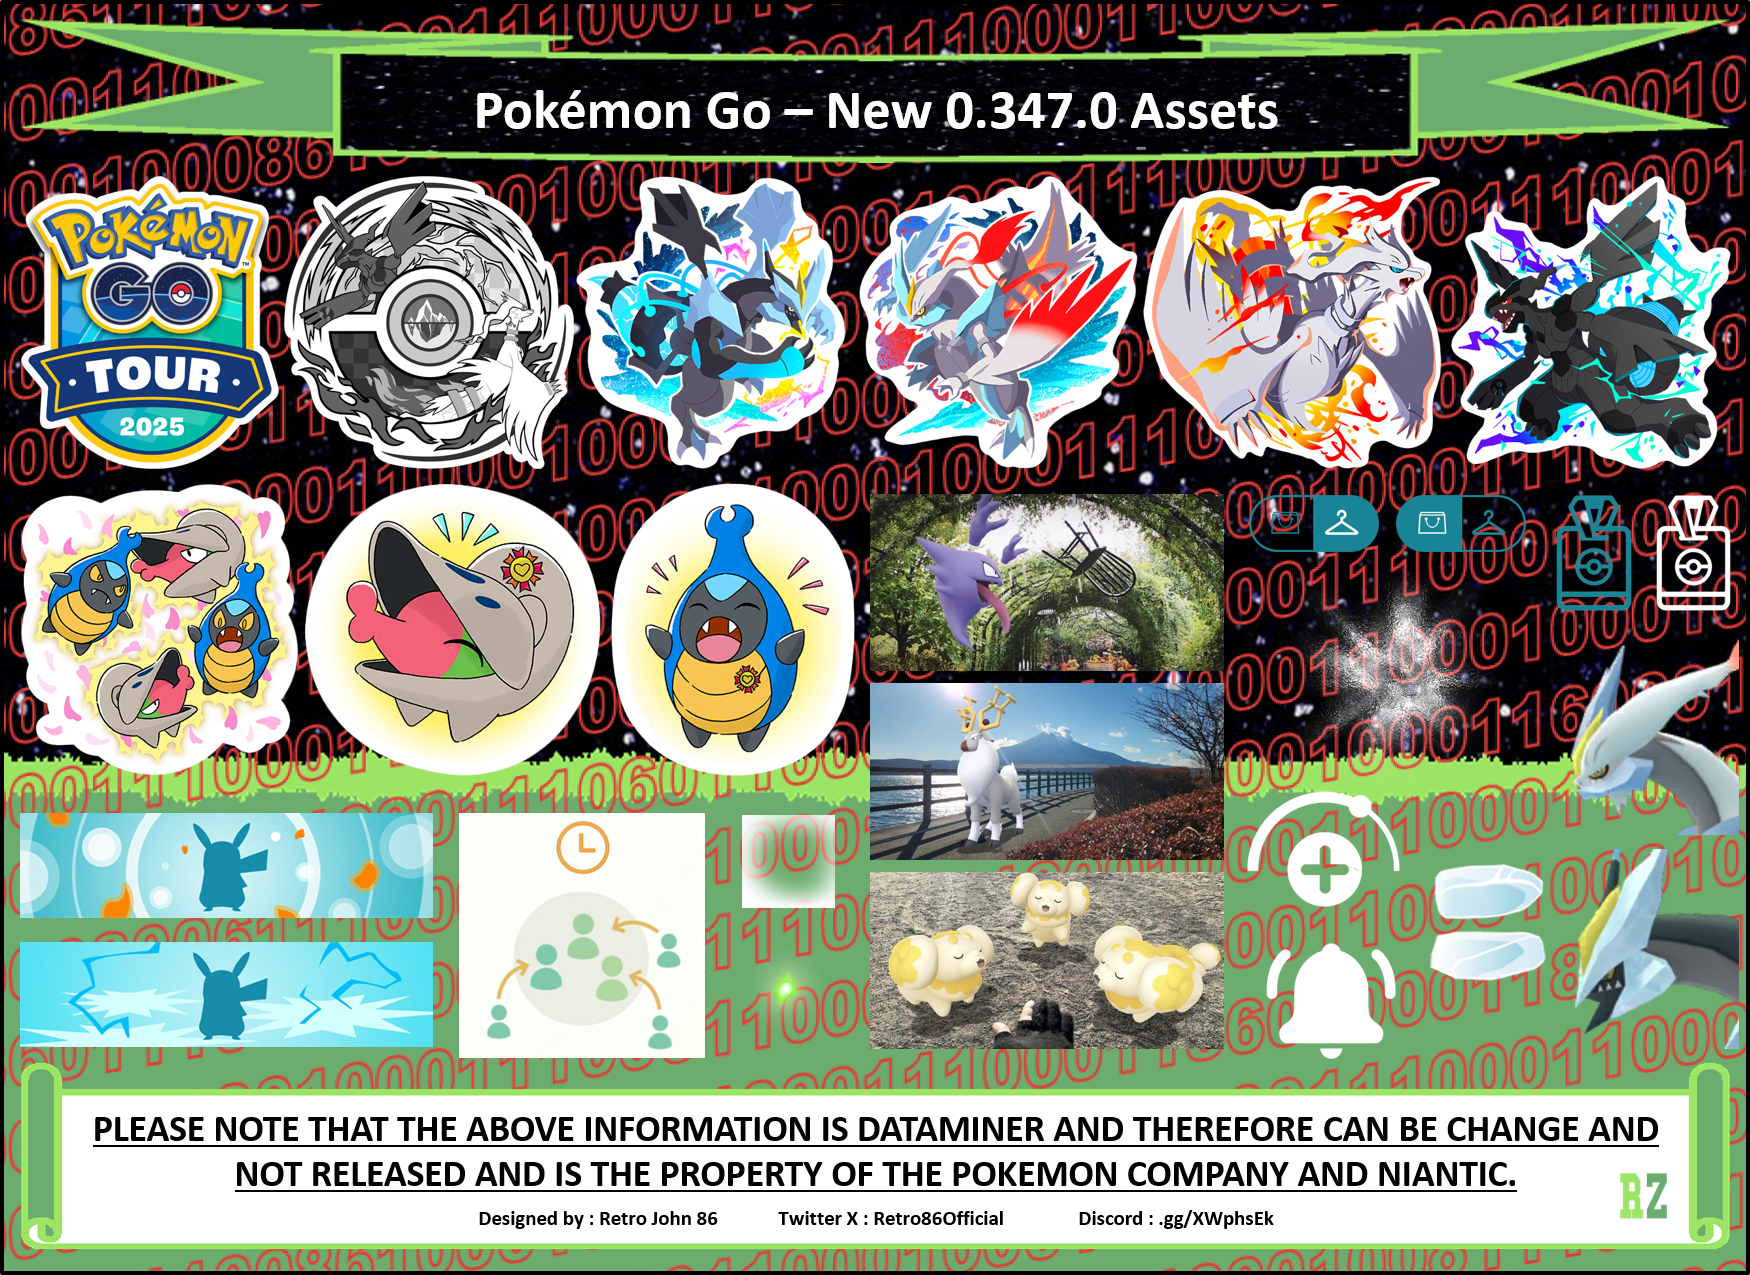 Pokémon Go – New 0.347.0 Assets
POKÉMON
GO
TM
TOUR
2025
PLEASE NOTE THAT THE ABOVE INFORMATION IS DATAMINER AND THEREFORE CAN BE CHANGE AND
NOT RELEASED AND IS THE PROPERTY OF THE POKEMON COMPANY AND NIANTIC.
RZ
Designed by : Retro John 86 Twitter X : Retro86Official Discord : .gg/XWphsEk